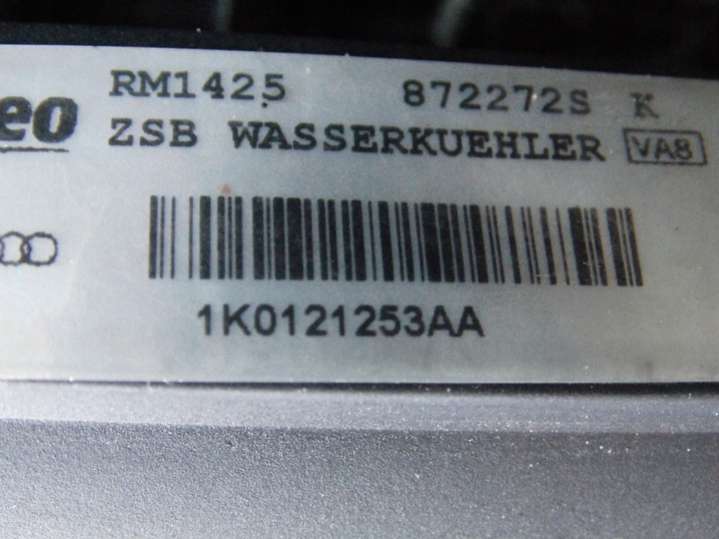 RM1425 872272S K
eo ZSB WASSERKUEHLER VA8
1K0121253AA